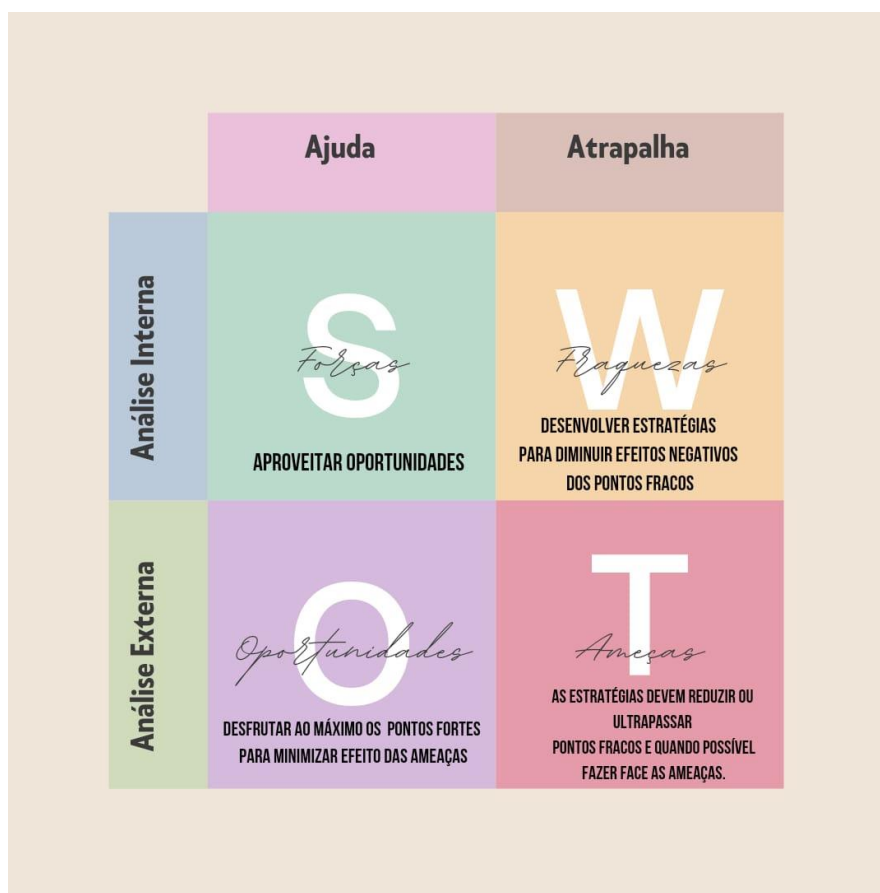 Ajuda
Atrapalha
Análise Interna
S
Forças
APROVEITAR OPORTUNIDADES
W
Fraquezas
DESENVOLVER ESTRATÉGIAS
PARA DIMINUIR EFEITOS NEGATIVOS
DOS PONTOS FRACOS
Análise Externa
O
Oportunidades
DESFRUTAR AO MÁXIMO OS PONTOS FORTES
PARA MINIMIZAR EFEITO DAS AMEAÇAS
T
Ameças
AS ESTRATÉGIAS DEVEM REDUZIR OU
ULTRAPASSAR
PONTOS FRACOS E QUANDO POSSÍVEL
FAZER FACE AS AMEAÇAS.